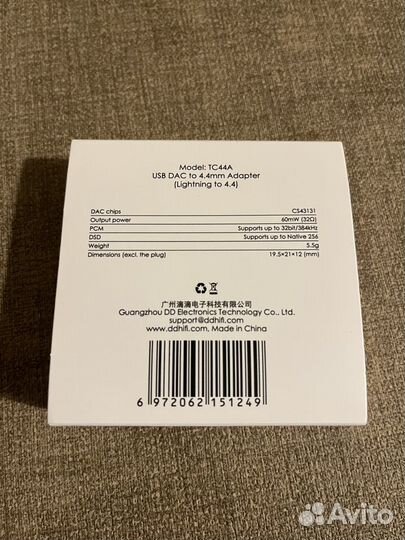 Model: TC44A
USB DAC to 4.4mm Adapter
(Lightning to 4.4)
DAC chips CS43131
Output power 60mW (32Ω)
PCM Supports up to 32bit/384kHz
DSD Supports up to Native 256
Weight 5.5g
Dimensions (excl. the plug) 19.5×21×12 (mm)
广州滴滴电子科技有限公司
Guangzhou DD Electronics Technology Co., Ltd.
support@ddhifi.com
www.ddhifi.com, Made in China
6 972062 151249
Avito